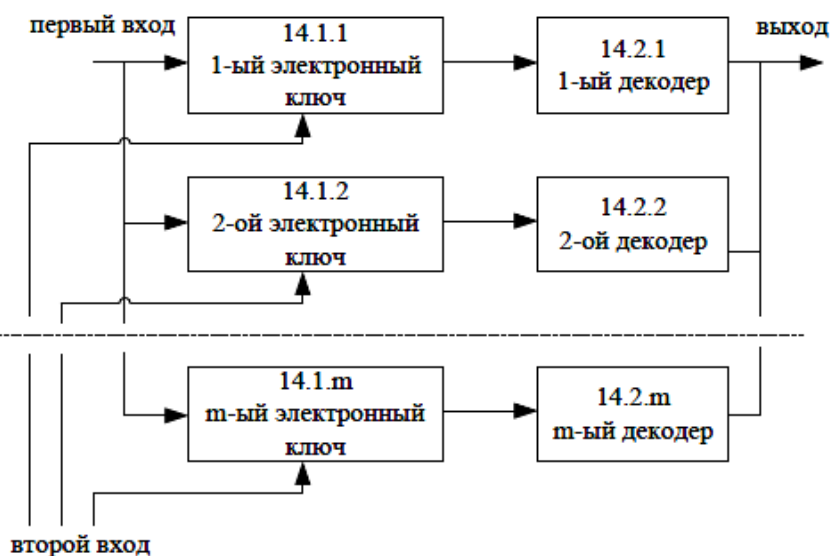 первый вход
14.1.1
1-ый электронный
ключ
14.2.1
1-ый декодер
выход
14.1.2
2-ой электронный
ключ
14.2.2
2-ой декодер
14.1.m
m-ый электронный
ключ
14.2.m
m-ый декодер
второй вход